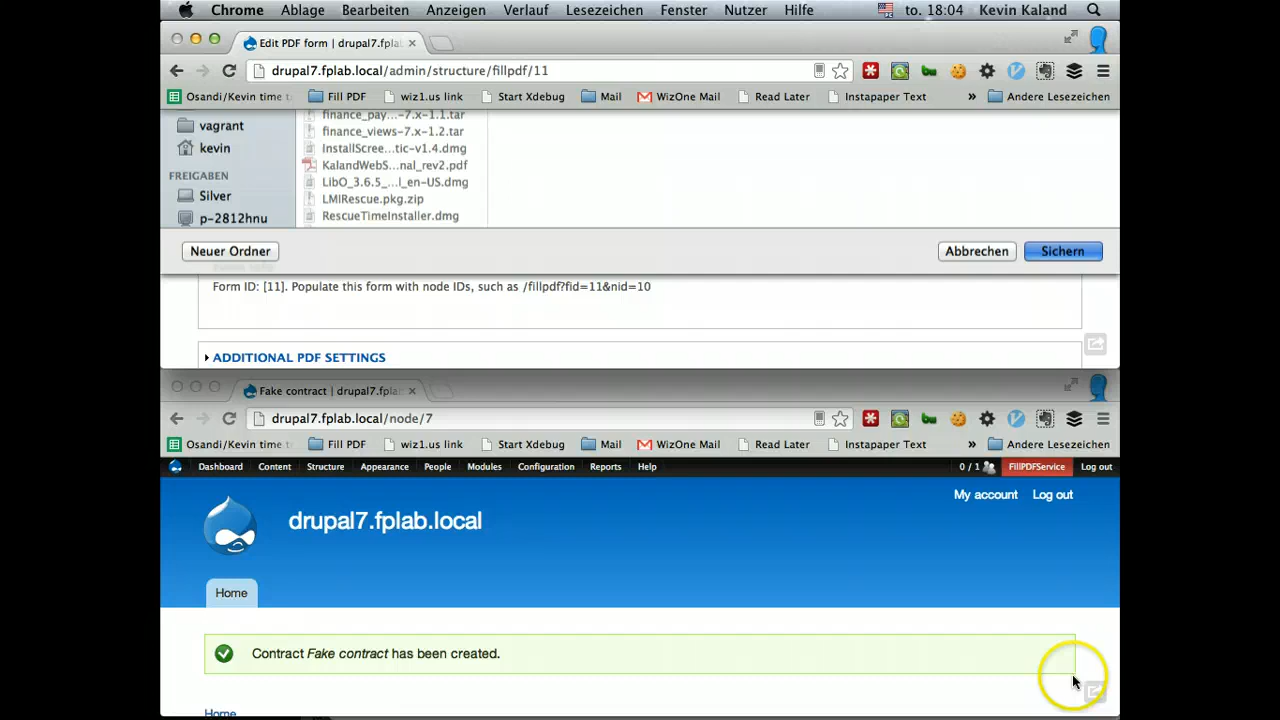 Chrome Ablage Bearbeiten Anzeigen Verlauf Lesezeichen Fenster Nutzer Hilfe to. 18:04 Kevin Kaland
Edit PDF form | drupal7.fpla
drupal7.fplab.local/admin/structure/fillpdf/11
Osandi/Kevin time t Fill PDF wiz1.us link Start Xdebug Mail WizOne Mail Read Later Instapaper Text » Andere Lesezeichen
finance_pay...-7.x-1.1.tar
vagrant
finance_views-7.x-1.2.tar
kevin
InstallScree...tic-v1.4.dmg
KalandWebS...nal_rev2.pdf
FREIGABEN
LibO_3.6.5_...l_en-US.dmg
Silver
LMIRescue.pkg.zip
p-2812hnu
RescueTimeInstaller.dmg
Neuer Ordner Abbrechen Sichern
Form ID: [11]. Populate this form with node IDs, such as /fillpdf?fid=11&nid=10
ADDITIONAL PDF SETTINGS
Fake contract | drupal7.fpla
drupal7.fplab.local/node/7
Osandi/Kevin time t Fill PDF wiz1.us link Start Xdebug Mail WizOne Mail Read Later Instapaper Text » Andere Lesezeichen
Dashboard Content Structure Appearance People Modules Configuration Reports Help 0 / 1 FillPDFService Log out
My account Log out
drupal7.fplab.local
Home
Contract Fake contract has been created.
Home